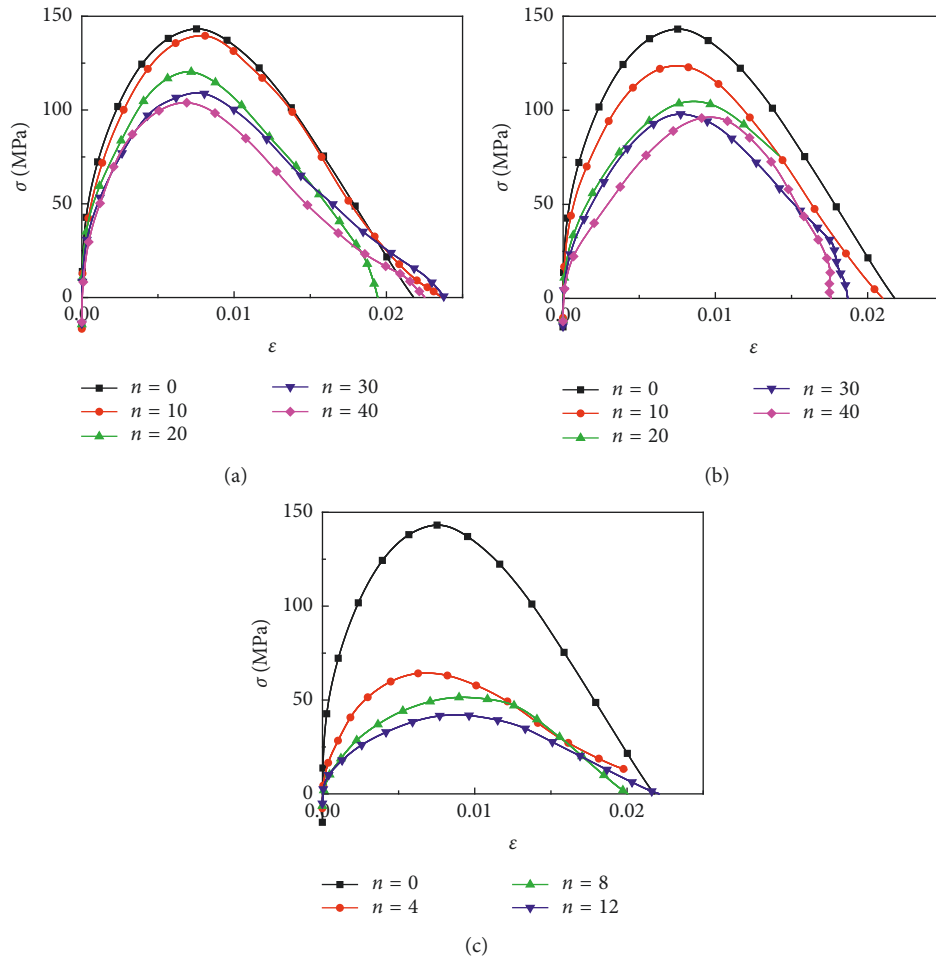 150
100
50
0
σ (MPa)
0.00
0.01
0.02
ε
n = 0
n = 30
n = 10
n = 40
n = 20
(a)
150
100
50
0
σ (MPa)
0.00
0.01
0.02
ε
n = 0
n = 30
n = 10
n = 40
n = 20
(b)
150
100
50
0
σ (MPa)
0.00
0.01
0.02
ε
n = 0
n = 8
n = 4
n = 12
(c)